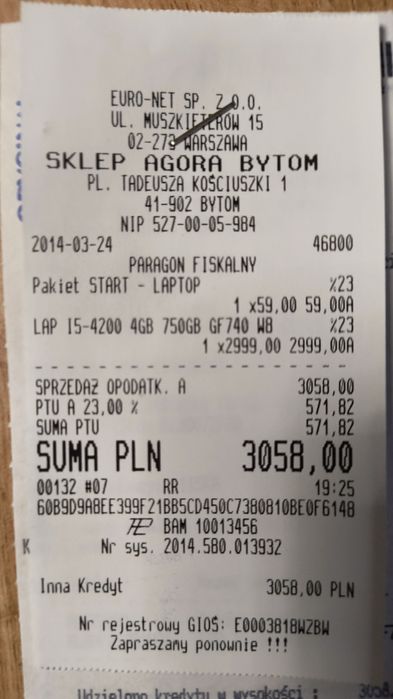 EURO-NET SP. Z O.O.
UL. MUSZKIETERÓW 15
02-273 WARSZAWA
SKLEP AGORA BYTOM
PL. TADEUSZA KOŚCIUSZKI 1
41-902 BYTOM
NIP 527-00-05-984
2014-03-24 46800
PARAGON FISKALNY
Pakiet START - LAPTOP %23
1 x59,00 59,00A
LAP I5-4200 4GB 750GB GF740 W8 %23
1 x2999,00 2999,00A
SPRZEDAŻ OPODATK. A 3058,00
PTU A 23,00 % 571,82
SUMA PTU 571,82
SUMA PLN 3058,00
00132 #07 RR 19:25
60B9D9A8EE399F21BB5CD450C7380810BE0F6148
BAM 10013456
K Nr sys. 2014.580.013932
Inna Kredyt 3058,00 PLN
Nr rejestrowy GIOŚ: E0003818WZBW
Zapraszamy ponownie !!!
Udzielono kredytu w wysokości :